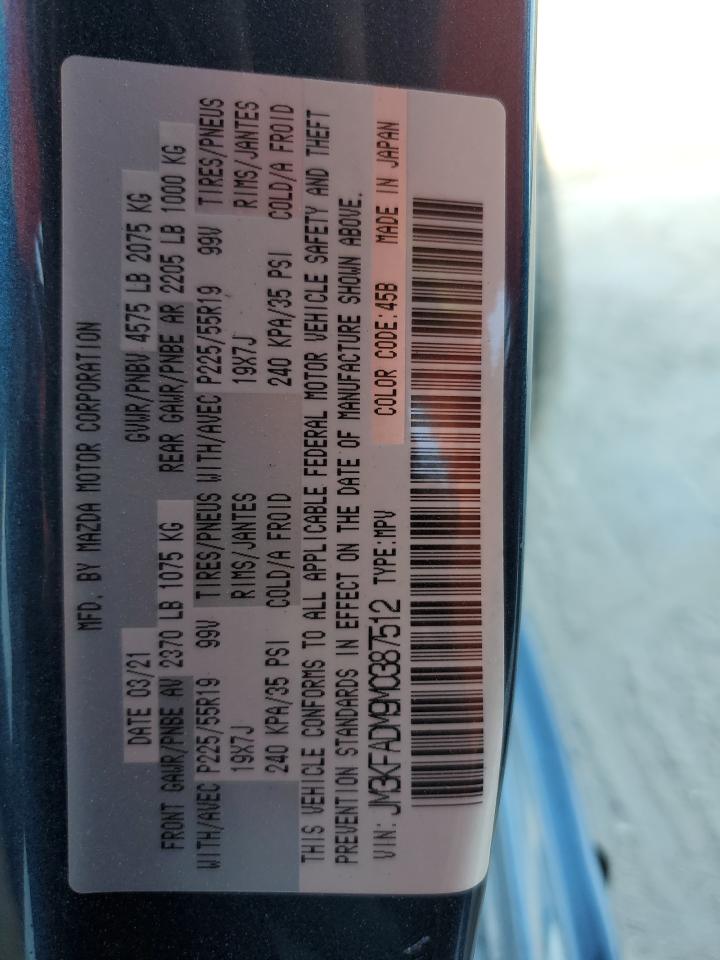 MFD. BY MAZDA MOTOR CORPORATION
DATE 03/21 GVWR/PNBV 4575 LB 2075 KG
FRONT GAWR/PNBE AV 2370 LB 1075 KG REAR GAWR/PNBE AR 2205 LB 1000 KG
WITH/AVEC P225/55R19 99V TIRES/PNEUS WITH/AVEC P225/55R19 99V TIRES/PNEUS
19X7J RIMS/JANTES 19X7J RIMS/JANTES
240 KPA/35 PSI COLD/A FROID 240 KPA/35 PSI COLD/A FROID
THIS VEHICLE CONFORMS TO ALL APPLICABLE FEDERAL MOTOR VEHICLE SAFETY AND THEFT
PREVENTION STANDARDS IN EFFECT ON THE DATE OF MANUFACTURE SHOWN ABOVE.
VIN: JM3KFADM9M0387512 TYPE:MPV COLOR CODE:45B MADE IN JAPAN